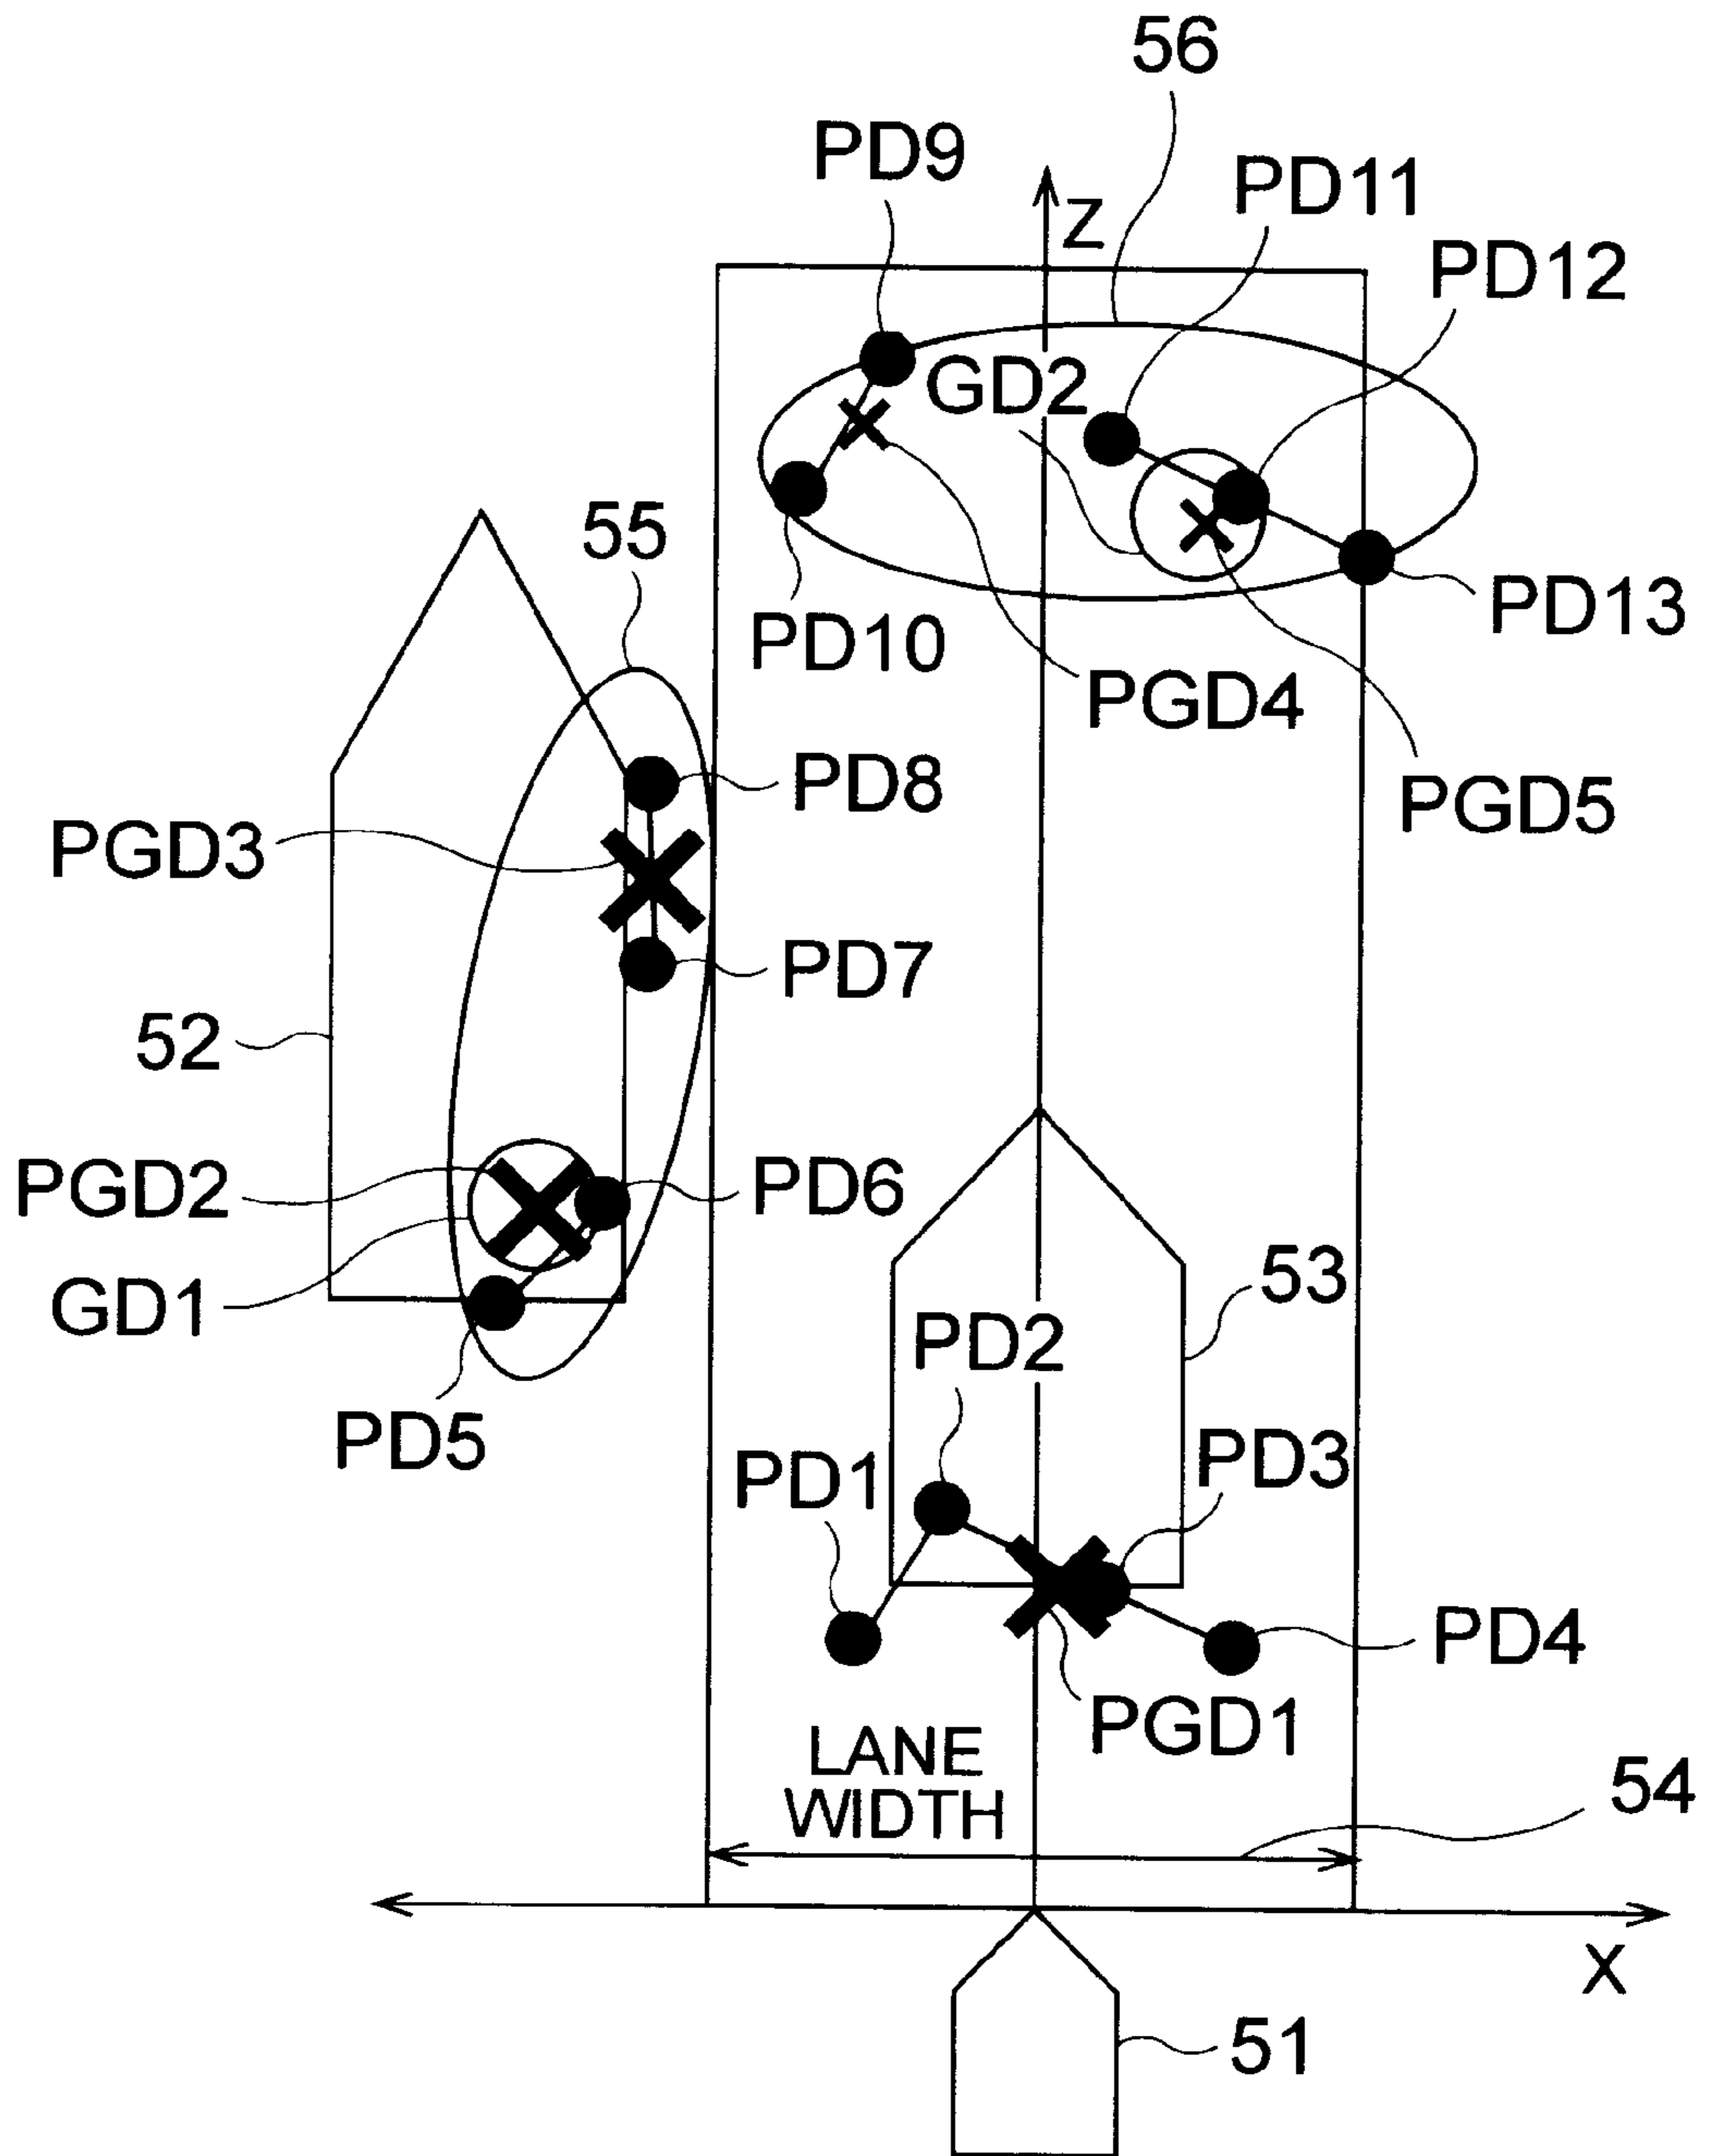 56
PD9
PD11
Z
PD12
GD2
55
PD10
PD13
PGD4
PD8
PGD5
PGD3
PD7
52
PGD2
PD6
GD1
53
PD2
PD5
PD3
PD1
PD4
PGD1
LANE
WIDTH
54
X
51